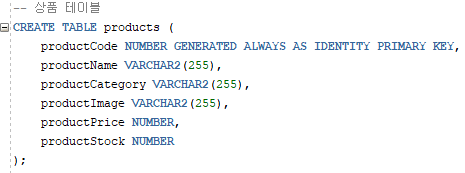 -- 상품 테이블
CREATE TABLE products (
    productCode NUMBER GENERATED ALWAYS AS IDENTITY PRIMARY KEY,
    productName VARCHAR2(255),
    productCategory VARCHAR2(255),
    productImage VARCHAR2(255),
    productPrice NUMBER,
    productStock NUMBER
);